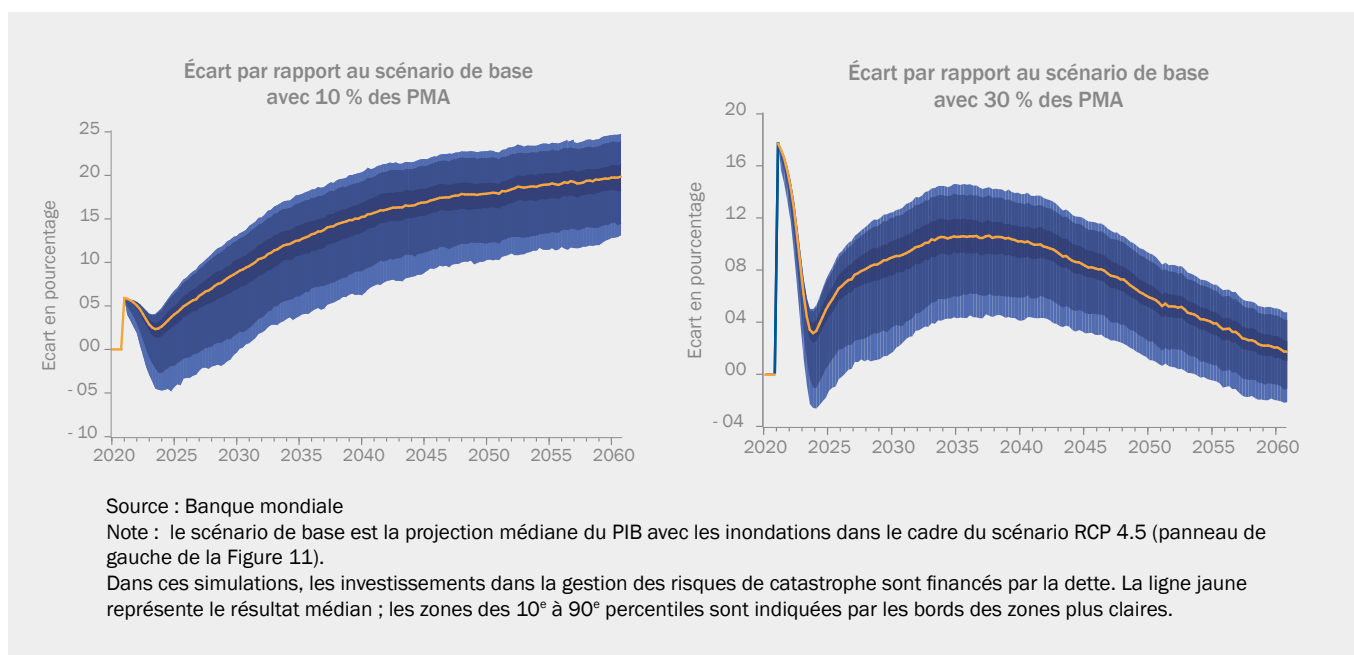 Écart par rapport au scénario de base
avec 10 % des PMA
Ecart en pourcentage
25
20
15
10
05
00
- 05
- 10
2020 2025 2030 2035 2040 2045 2050 2055 2060
Écart par rapport au scénario de base
avec 30 % des PMA
Ecart en pourcentage
20
16
12
08
04
00
- 04
2020 2025 2030 2035 2040 2045 2050 2055 2060
Source : Banque mondiale
Note : le scénario de base est la projection médiane du PIB avec les inondations dans le cadre du scénario RCP 4.5 (panneau de
gauche de la Figure 11).
Dans ces simulations, les investissements dans la gestion des risques de catastrophe sont financés par la dette. La ligne jaune
représente le résultat médian ; les zones des 10e à 90e percentiles sont indiquées par les bords des zones plus claires.